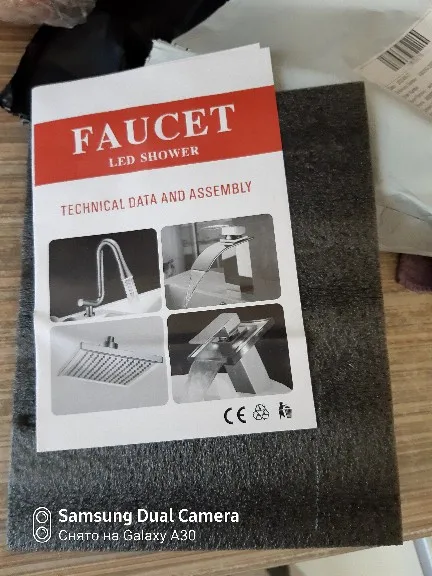 FAUCET
LED SHOWER
TECHNICAL DATA AND ASSEMBLY
CE
Samsung Dual Camera
Снято на Galaxy A30